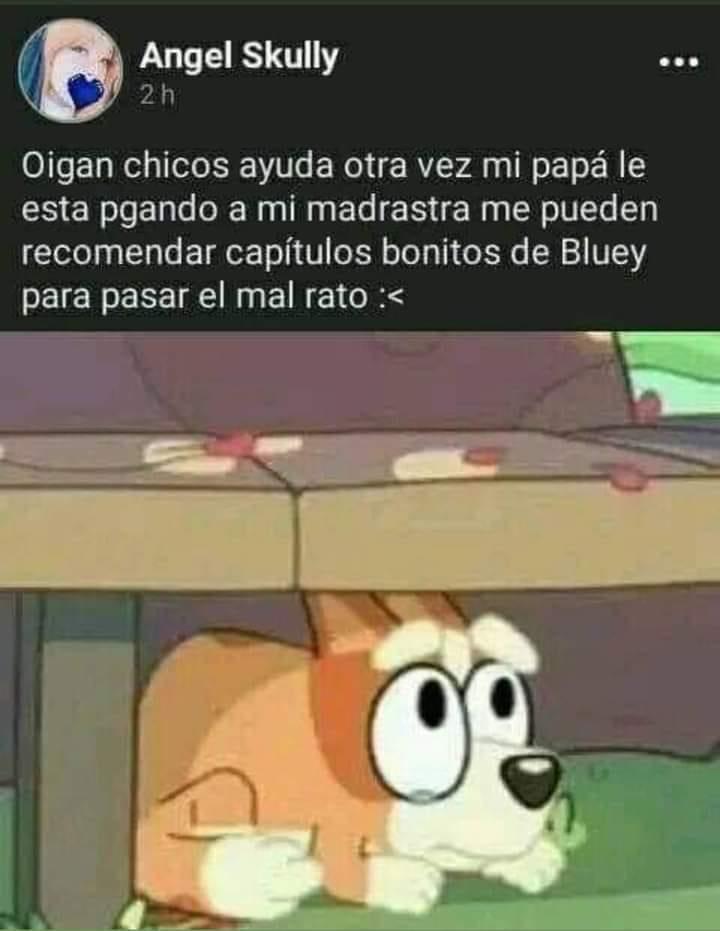 Angel Skully
2 h
Oigan chicos ayuda otra vez mi papá le
esta pgando a mi madrastra me pueden
recomendar capítulos bonitos de Bluey
para pasar el mal rato :<